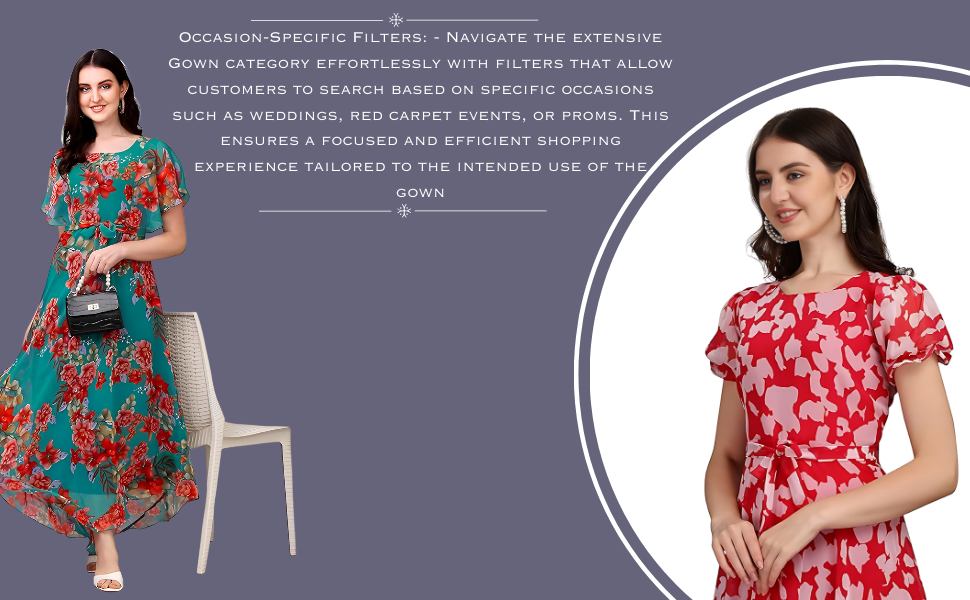 Occasion-Specific Filters: - Navigate the extensive
Gown category effortlessly with filters that allow
customers to search based on specific occasions
such as weddings, red carpet events, or proms. This
ensures a focused and efficient shopping
experience tailored to the intended use of the
gown